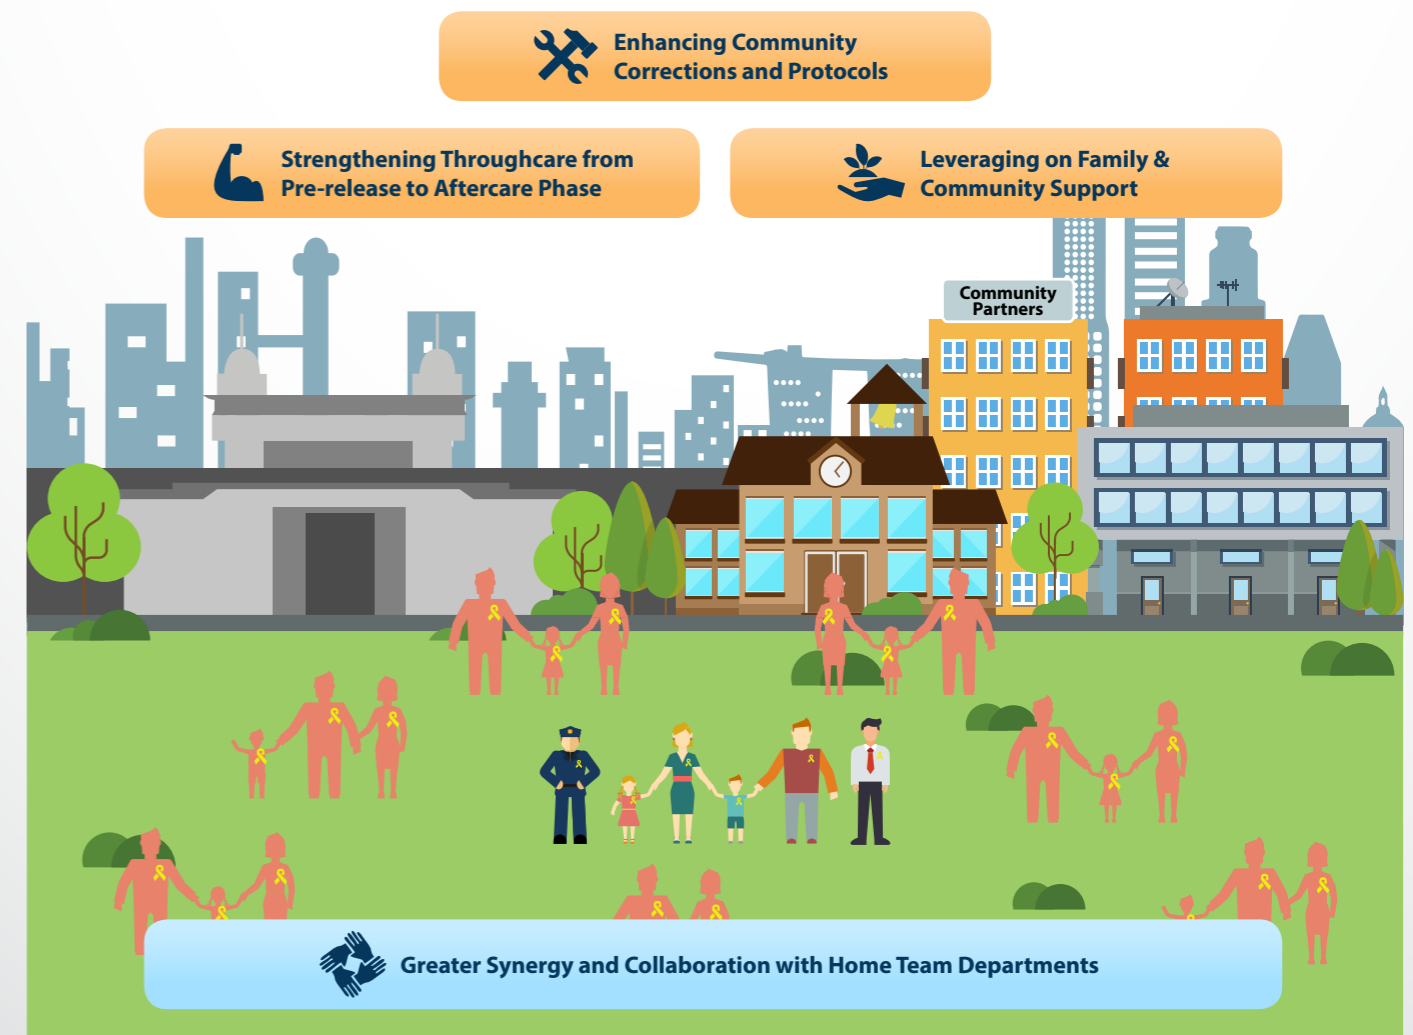 Enhancing Community
Corrections and Protocols
Strengthening Throughcare from
Pre-release to Aftercare Phase
Leveraging on Family &
Community Support
Community
Partners
Greater Synergy and Collaboration with Home Team Departments